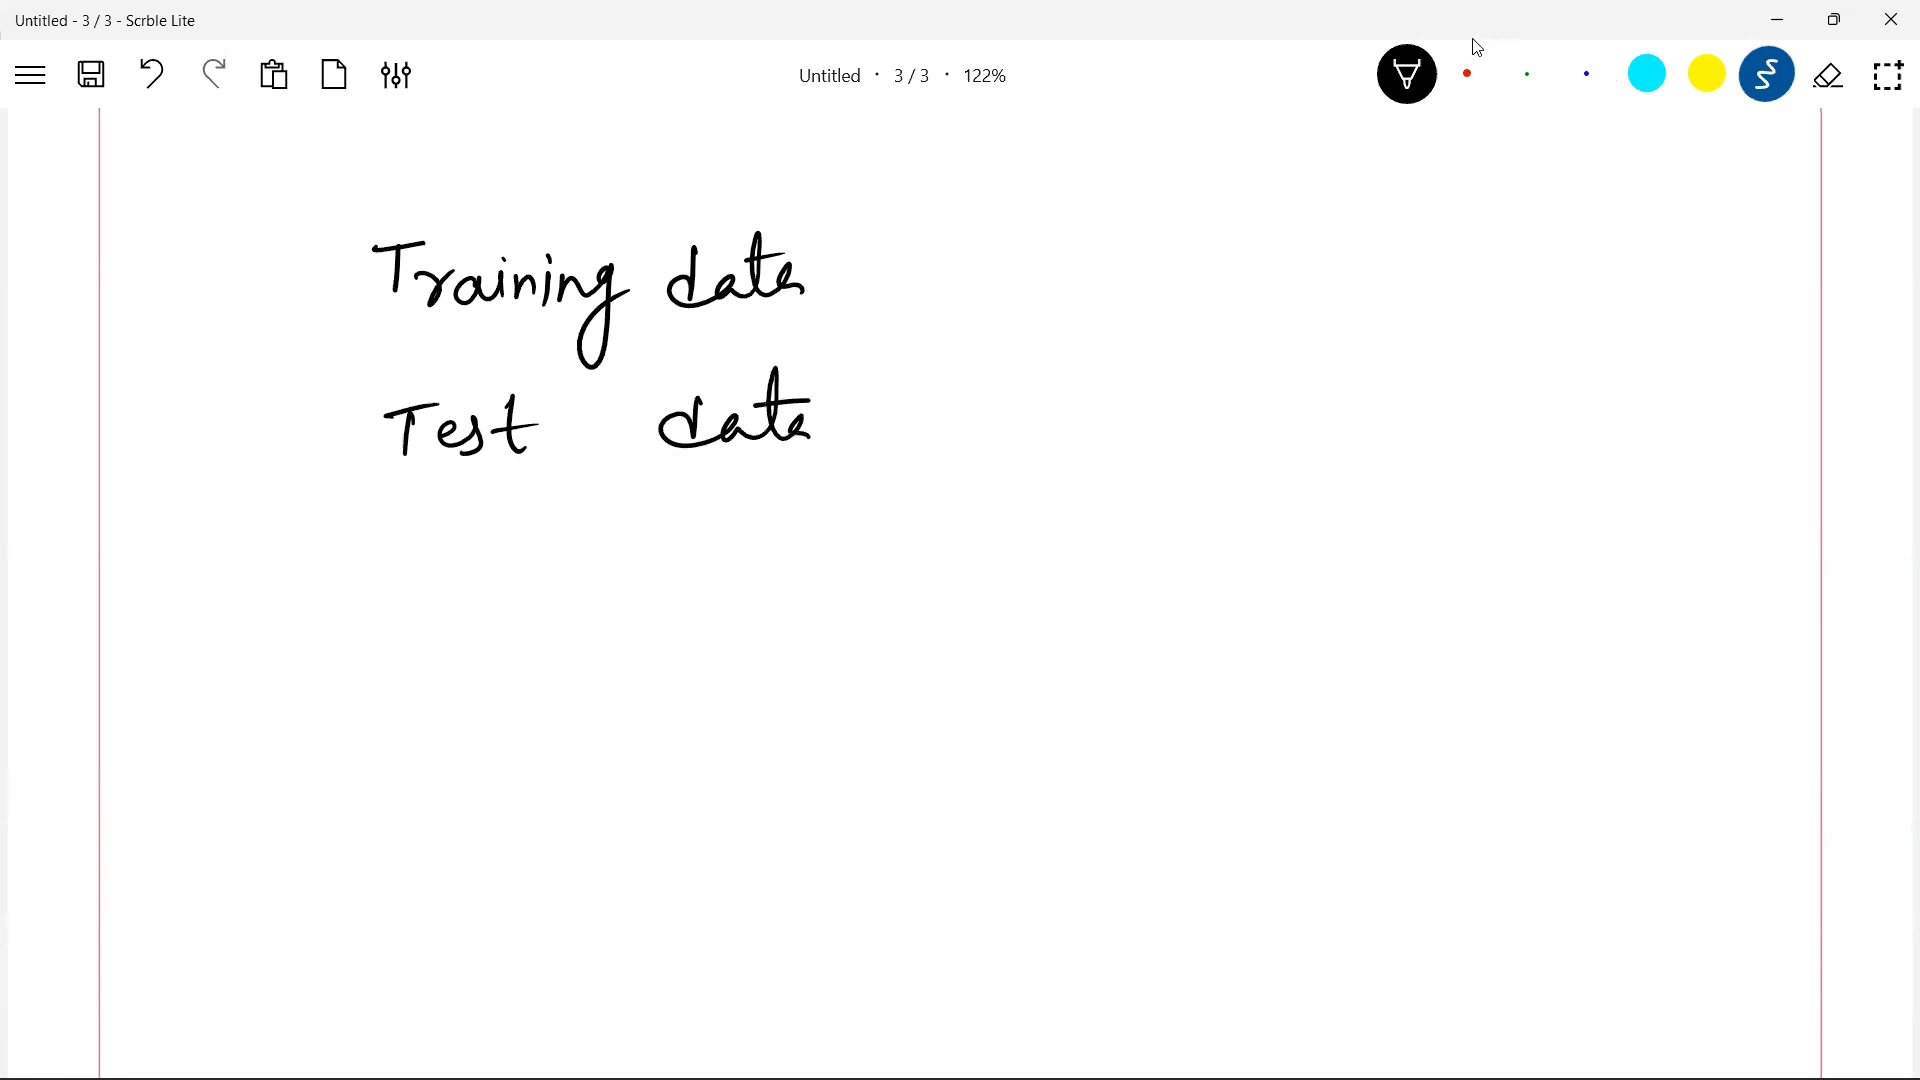 Untitled - 3 / 3 - Scrble Lite
Untitled · 3 / 3 · 122%
Training data
Test data